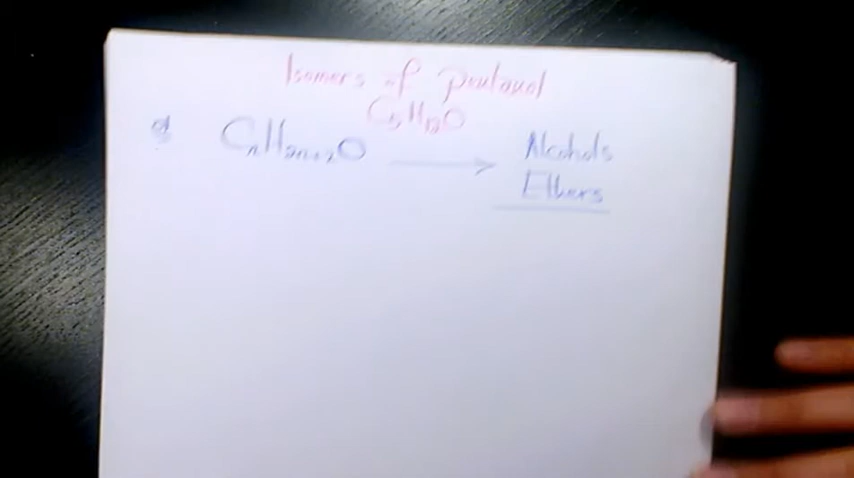 Isomers of pentanol
C₅H₁₂O
CₙH₂ₙ₊₂O → Alcohols
Ethers